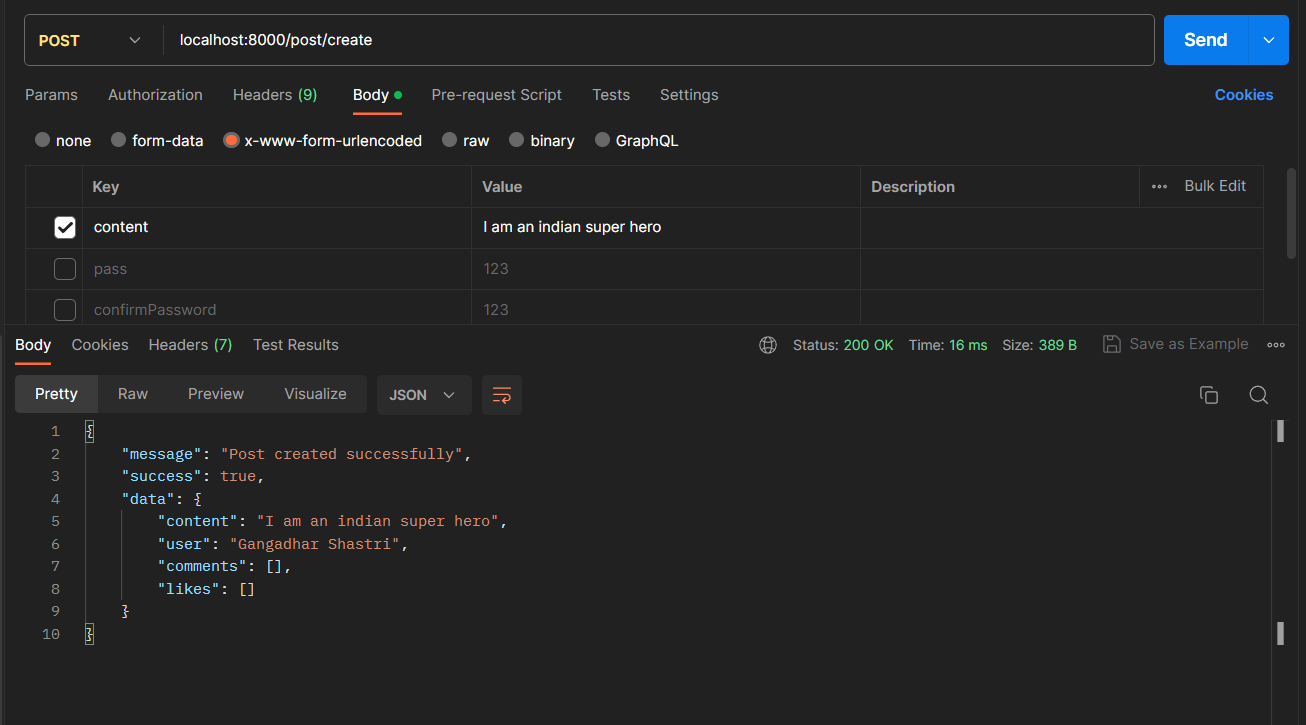 POST localhost:8000/post/create Send
Params Authorization Headers (9) Body Pre-request Script Tests Settings Cookies
none form-data x-www-form-urlencoded raw binary GraphQL
Key Value Description ••• Bulk Edit
content I am an indian super hero
pass 123
confirmPassword 123
Body Cookies Headers (7) Test Results Status: 200 OK Time: 16 ms Size: 389 B Save as Example
Pretty Raw Preview Visualize JSON
1 {
2 "message": "Post created successfully",
3 "success": true,
4 "data": {
5 "content": "I am an indian super hero",
6 "user": "Gangadhar Shastri",
7 "comments": [],
8 "likes": []
9 }
10 }